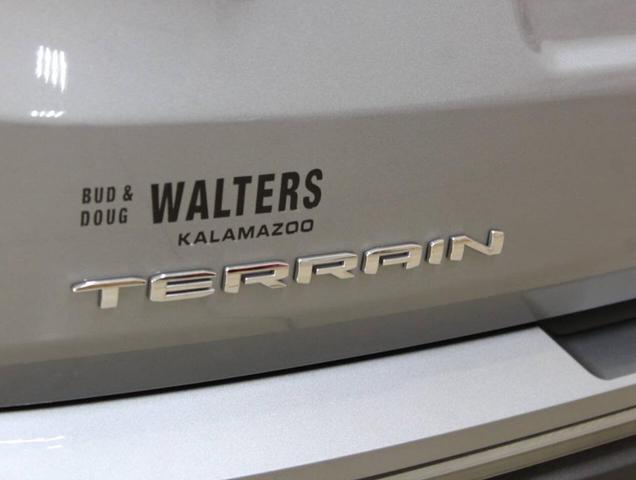 BUD & DOUG WALTERS
KALAMAZOO
TERRAIN